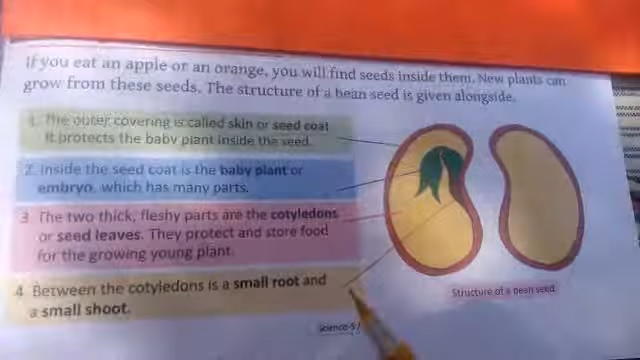 If you eat an apple or an orange, you will find seeds inside them. New plants can
grow from these seeds. The structure of a bean seed is given alongside.
1. The outer covering is called skin or seed coat.
It protects the baby plant inside the seed.
2. Inside the seed coat is the baby plant or
embryo, which has many parts.
3. The two thick, fleshy parts are the cotyledons
or seed leaves. They protect and store food
for the growing young plant.
4. Between the cotyledons is a small root and
a small shoot.
Structure of a bean seed
Science-5